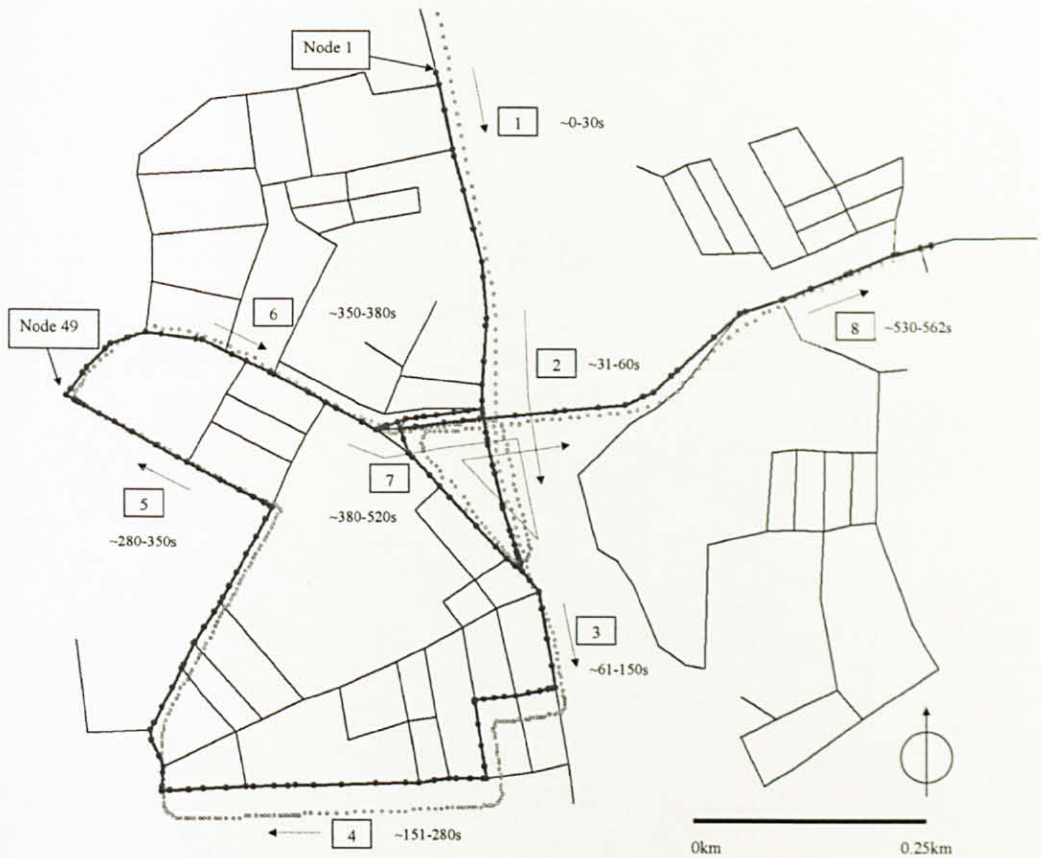 Node 1
1 ~0-30s
6 ~350-380s
Node 49
8 ~530-562s
2 ~31-60s
7
5
~380-520s
~280-350s
3
~61-150s
4 ~151-280s
0km 0.25km